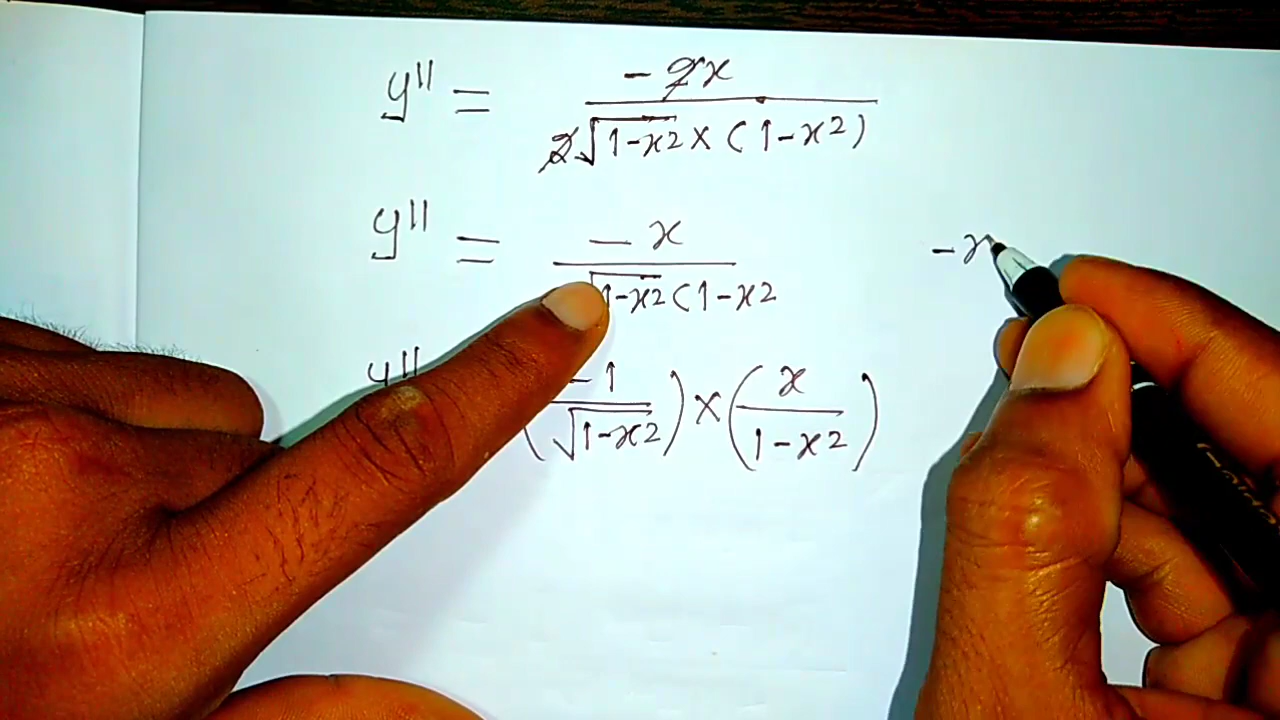 y'' = -2x / 2√1-x2 × (1-x2)
y'' = -x / √1-x2 (1-x2
-x
y'' (-1 / √1-x2) × (x / 1-x2)